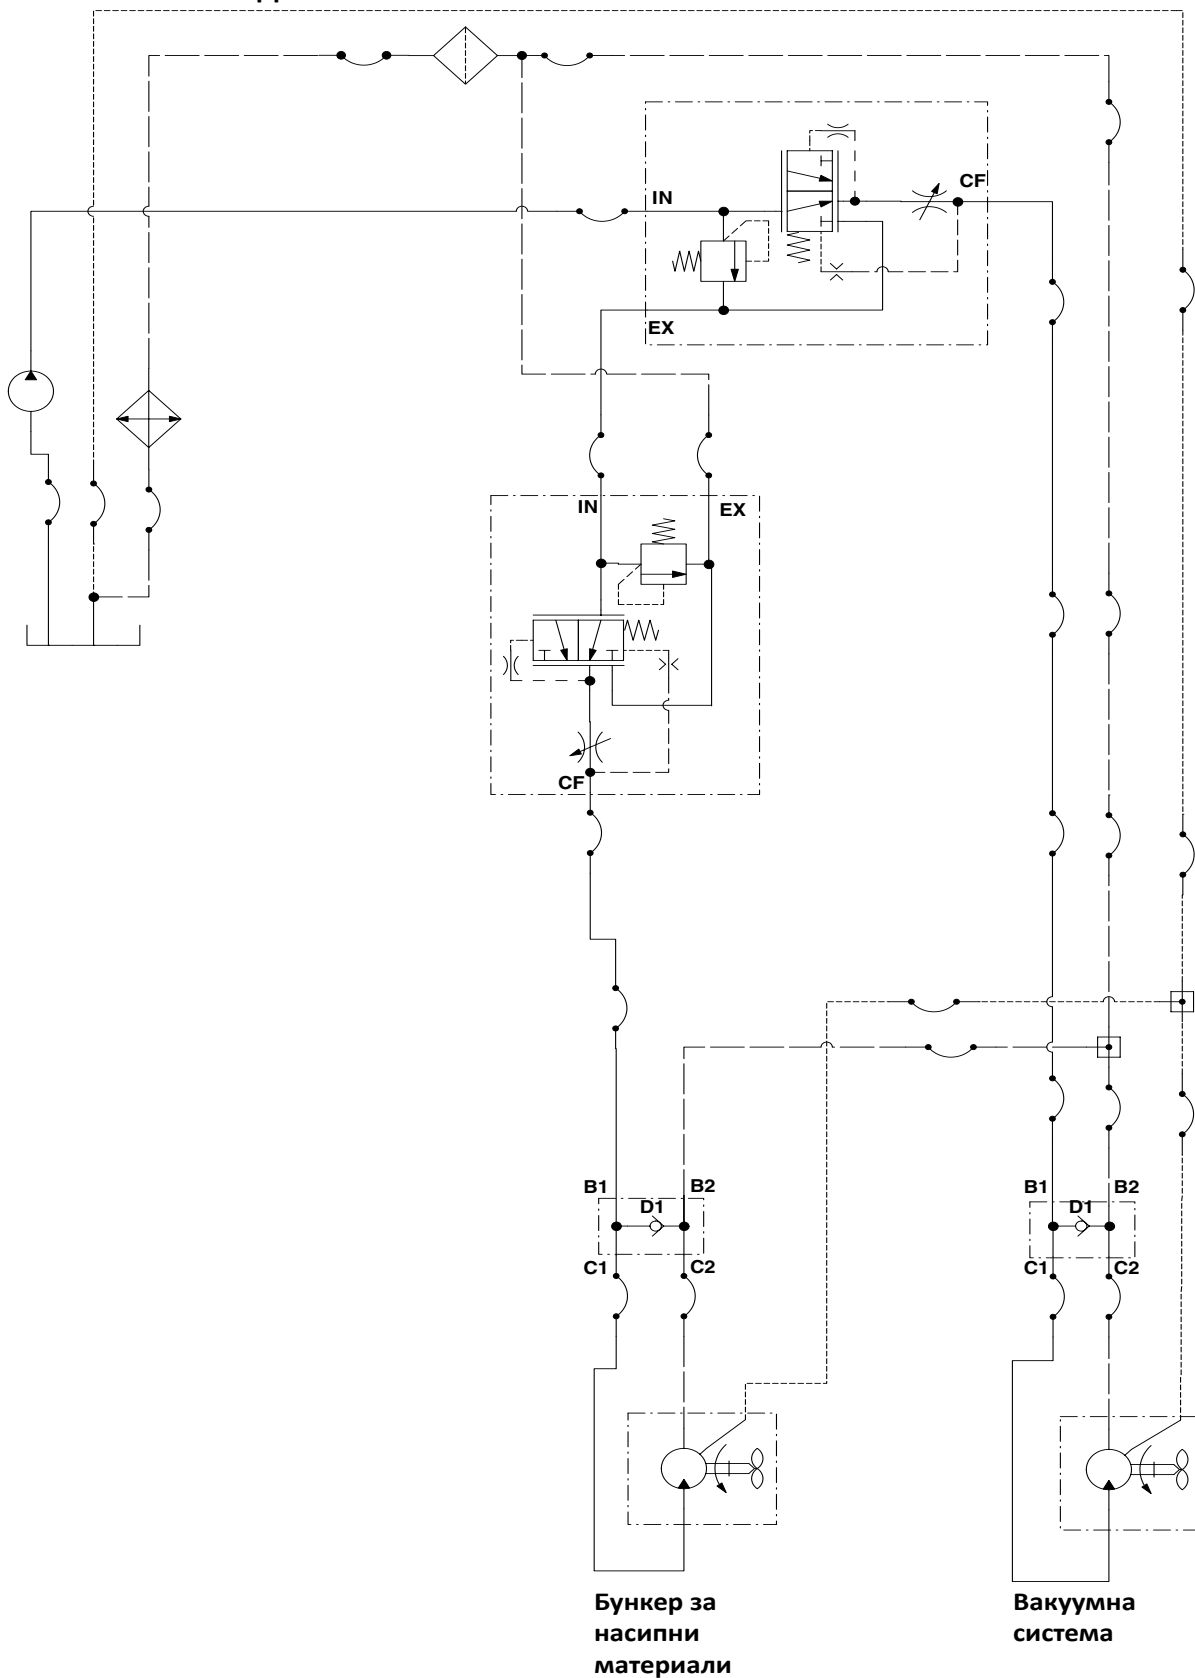 IN
CF
EX
IN
EX
CF
B1
B2
D1
C1
C2
B1
B2
D1
C1
C2
Бункер за
насипни
материали
Вакуумна
система